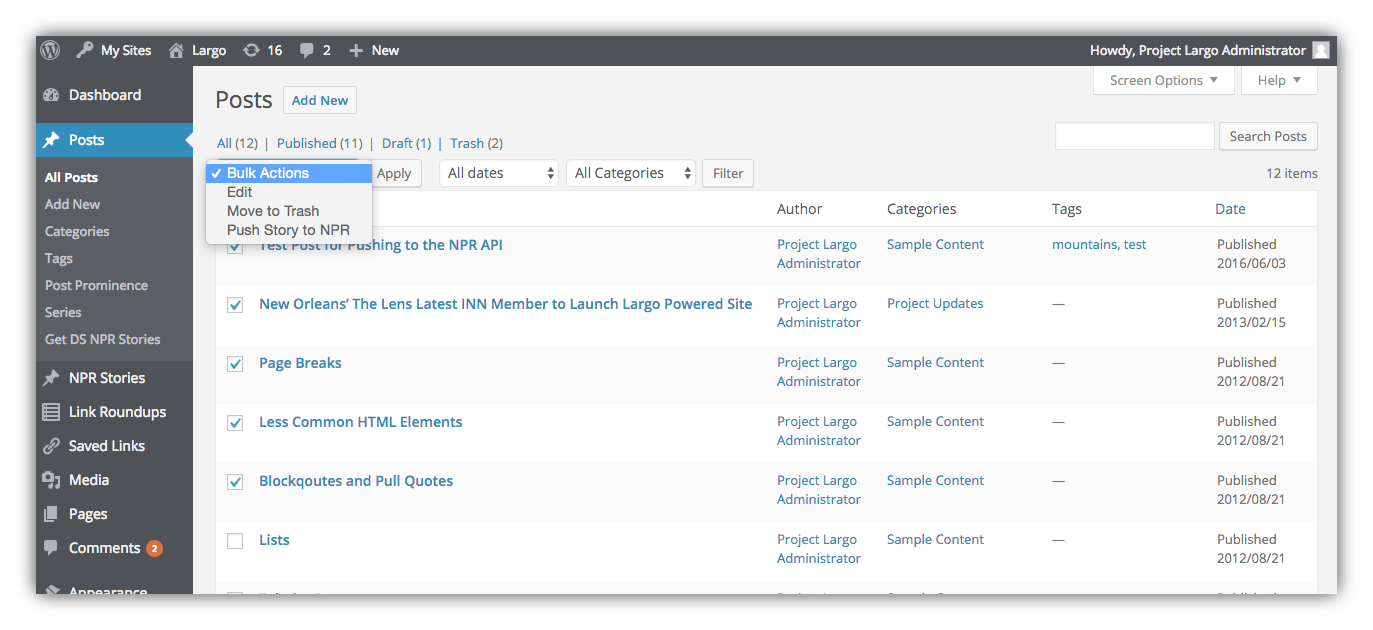 My Sites Largo 16 2 New Howdy, Project Largo Administrator
Screen Options Help
Dashboard
Posts
All Posts
Add New
Categories
Tags
Post Prominence
Series
Get DS NPR Stories
NPR Stories
Link Roundups
Saved Links
Media
Pages
Comments 2
Appearance
Posts Add New
All (12) | Published (11) | Draft (1) | Trash (2)
Search Posts
Bulk Actions
Edit
Move to Trash
Push Story to NPR
Apply All dates All Categories Filter 12 items
Author Categories Tags Date
Test Post for Pushing to the NPR API Project Largo Sample Content mountains, test Published
Administrator 2016/06/03
New Orleans’ The Lens Latest INN Member to Launch Largo Powered Site Project Largo Project Updates — Published
Administrator 2013/02/15
Page Breaks Project Largo Sample Content — Published
Administrator 2012/08/21
Less Common HTML Elements Project Largo Sample Content — Published
Administrator 2012/08/21
Blockqoutes and Pull Quotes Project Largo Sample Content — Published
Administrator 2012/08/21
Lists Project Largo Sample Content — Published
Administrator 2012/08/21